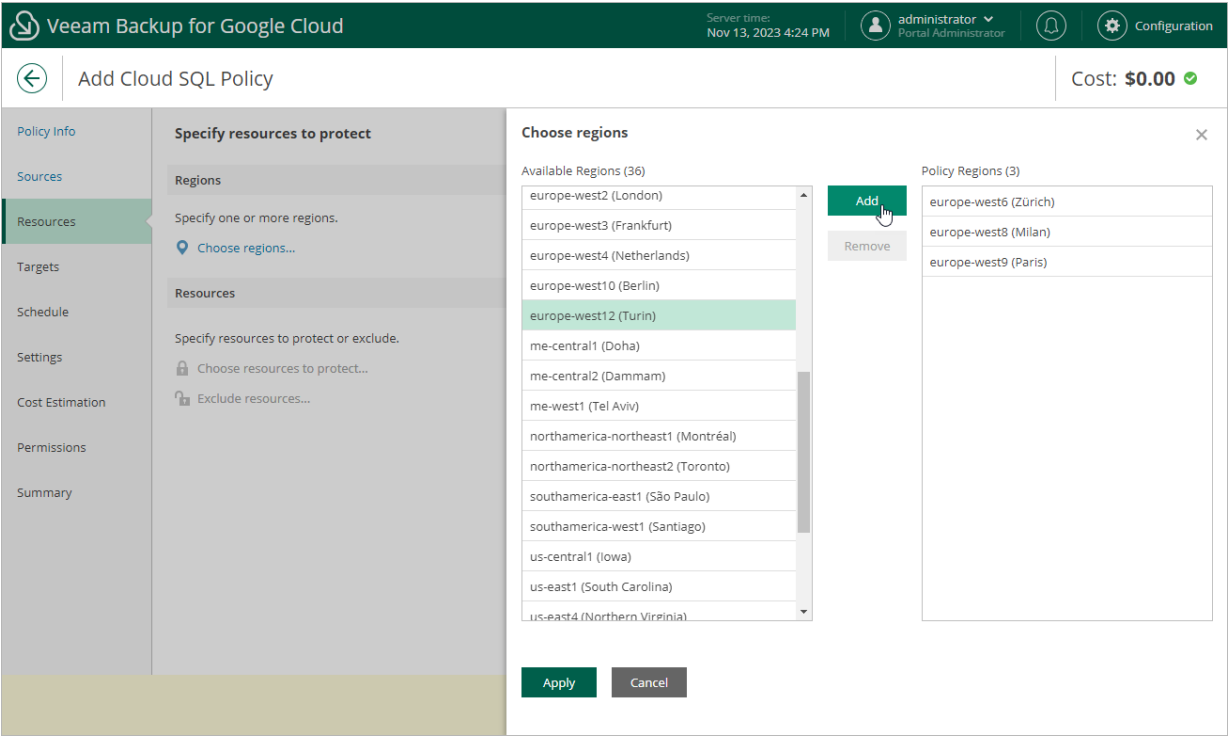 Veeam Backup for Google Cloud
Server time:
Nov 13, 2023 4:24 PM
administrator
Portal Administrator
Configuration
Add Cloud SQL Policy
Cost: $0.00
Policy Info
Sources
Resources
Targets
Schedule
Settings
Cost Estimation
Permissions
Summary
Specify resources to protect
Regions
Specify one or more regions.
Choose regions...
Resources
Specify resources to protect or exclude.
Choose resources to protect...
Exclude resources...
Choose regions
Available Regions (36)
europe-west2 (London)
europe-west3 (Frankfurt)
europe-west4 (Netherlands)
europe-west10 (Berlin)
europe-west12 (Turin)
me-central1 (Doha)
me-central2 (Dammam)
me-west1 (Tel Aviv)
northamerica-northeast1 (Montréal)
northamerica-northeast2 (Toronto)
southamerica-east1 (São Paulo)
southamerica-west1 (Santiago)
us-central1 (Iowa)
us-east1 (South Carolina)
us-east4 (Northern Virginia)
Add
Remove
Policy Regions (3)
europe-west6 (Zürich)
europe-west8 (Milan)
europe-west9 (Paris)
Apply
Cancel